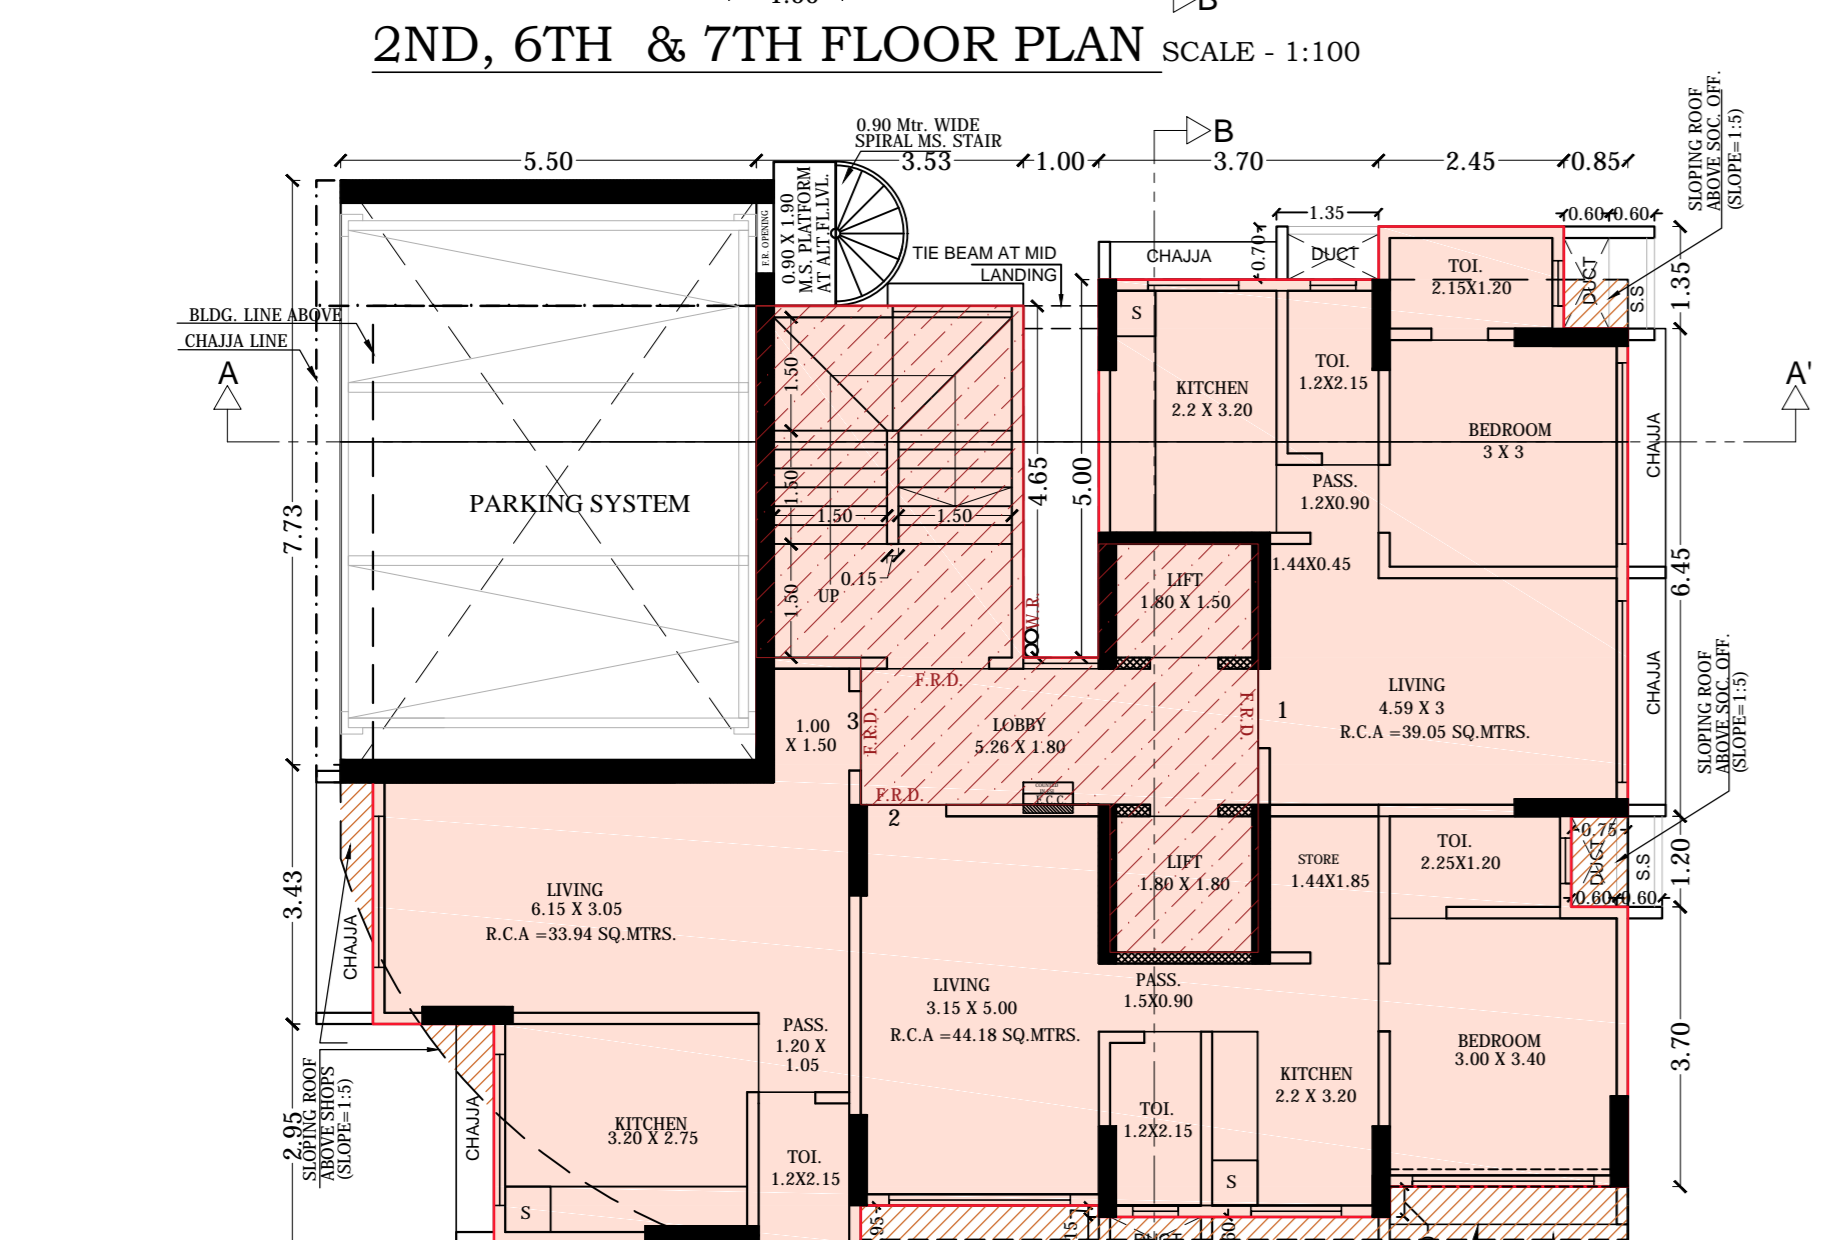 1.00
B
2ND, 6TH & 7TH FLOOR PLAN SCALE - 1:100
0.90 Mtr. WIDE
SPIRAL MS. STAIR
B
5.50
3.53
1.00
3.70
2.45
0.85
SLOPING ROOF
ABOVE SOC. OFF.
(SLOPE=1:5)
0.90 X 1.90
M.S. PLATFORM
AT ALT FL.LVL.
F.R. OPENING
1.35
0.60
0.60
TIE BEAM AT MID
LANDING
CHAJJA
0.70
DUCT
TOI.
2.15X1.20
DUCT
S.S
1.35
BLDG. LINE ABOVE
CHAJJA LINE
S
A
A'
1.50
TOI.
1.2X2.15
KITCHEN
2.2 X 3.20
BEDROOM
3 X 3
CHAJJA
PARKING SYSTEM
7.73
1.50
1.50
1.50
4.65
5.00
PASS.
1.2X0.90
1.44X0.45
6.45
0.15
UP
1.50
W.R.
LIFT
1.80 X 1.50
F.R.D.
F.R.D.
F.R.D.
3
1.00
X 1.50
LOBBY
5.26 X 1.80
1
LIVING
4.59 X 3
R.C.A =39.05 SQ.MTRS.
CHAJJA
SLOPING ROOF
ABOVE SOC. OFF.
(SLOPE=1:5)
F.R.D.
2
F.C.C.
3.43
CHAJJA
LIVING
6.15 X 3.05
R.C.A =33.94 SQ.MTRS.
LIFT
1.80 X 1.80
STORE
1.44X1.85
TOI.
2.25X1.20
0.75
DUCT
S.S
0.60
0.60
1.20
LIVING
3.15 X 5.00
R.C.A =44.18 SQ.MTRS.
PASS.
1.5X0.90
PASS.
1.20 X
1.05
BEDROOM
3.00 X 3.40
3.70
2.95
SLOPING ROOF
ABOVE SHOPS
(SLOPE=1:5)
CHAJJA
KITCHEN
3.20 X 2.75
TOI.
1.2X2.15
TOI.
1.2X2.15
KITCHEN
2.2 X 3.20
S
S